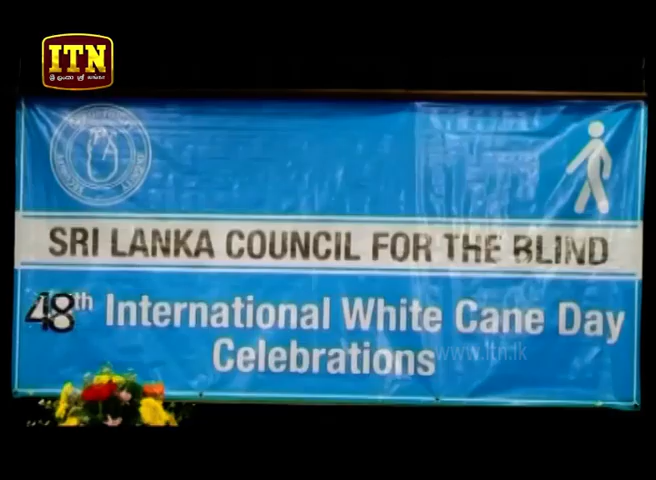 ITN
SRI LANKA COUNCIL FOR THE BLIND
48th International White Cane Day
Celebrations
www.itn.lk